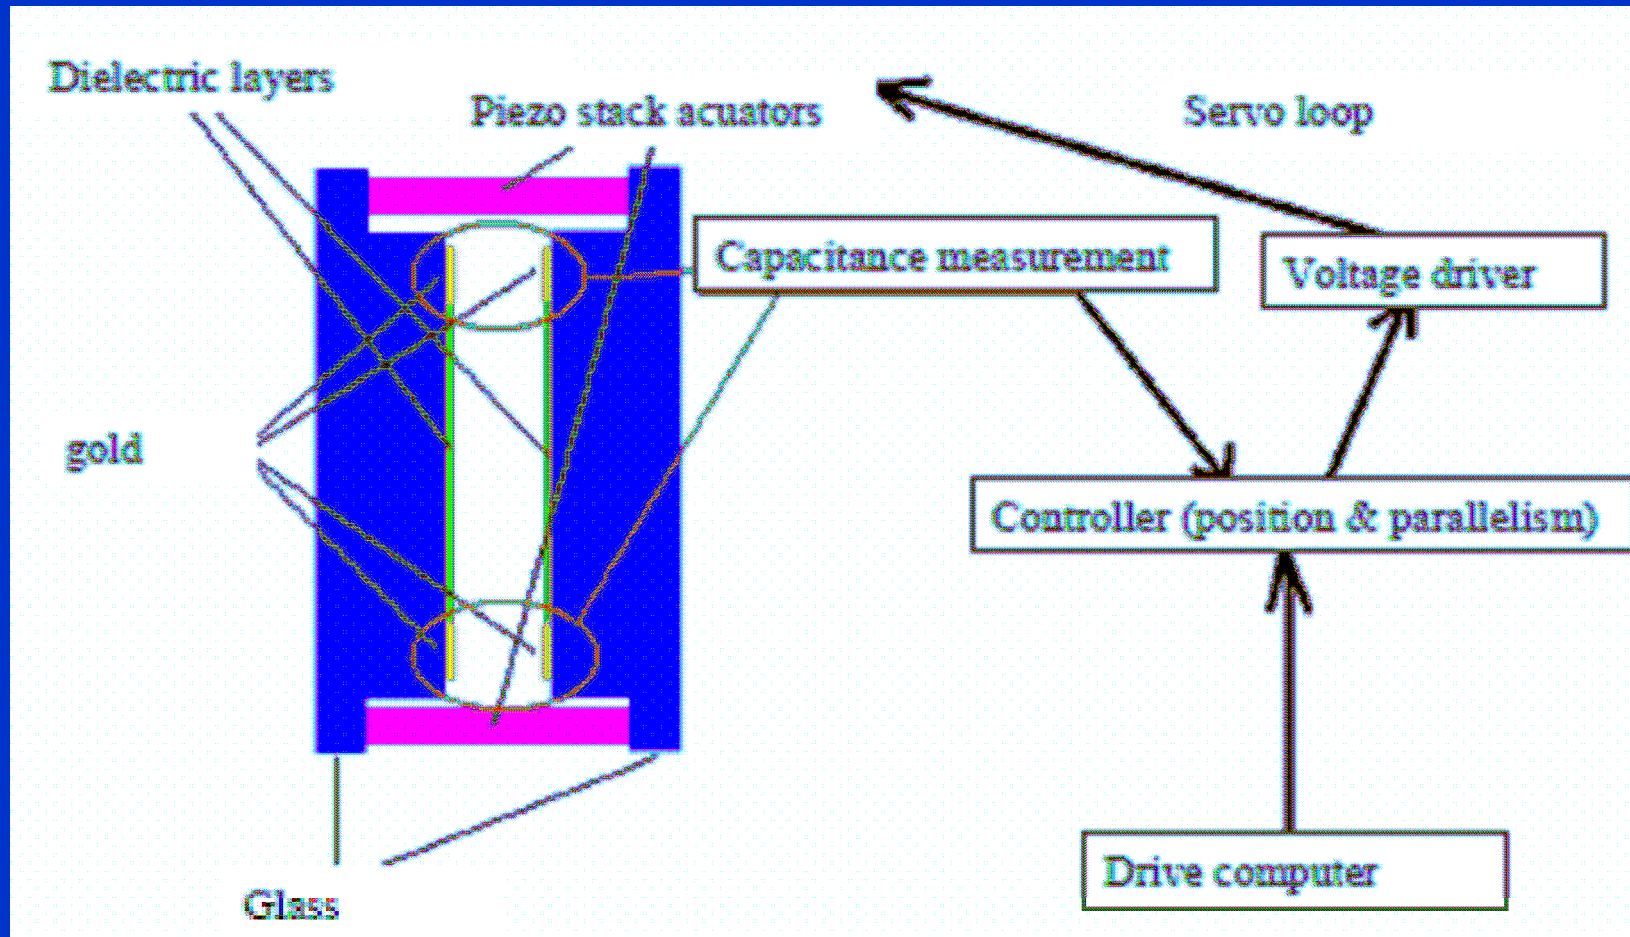 Dielectric layers
Piezo stack acuators
Servo loop
Capacitance measurement
Voltage driver
gold
Controller (position & parallelism)
Drive computer
Glass